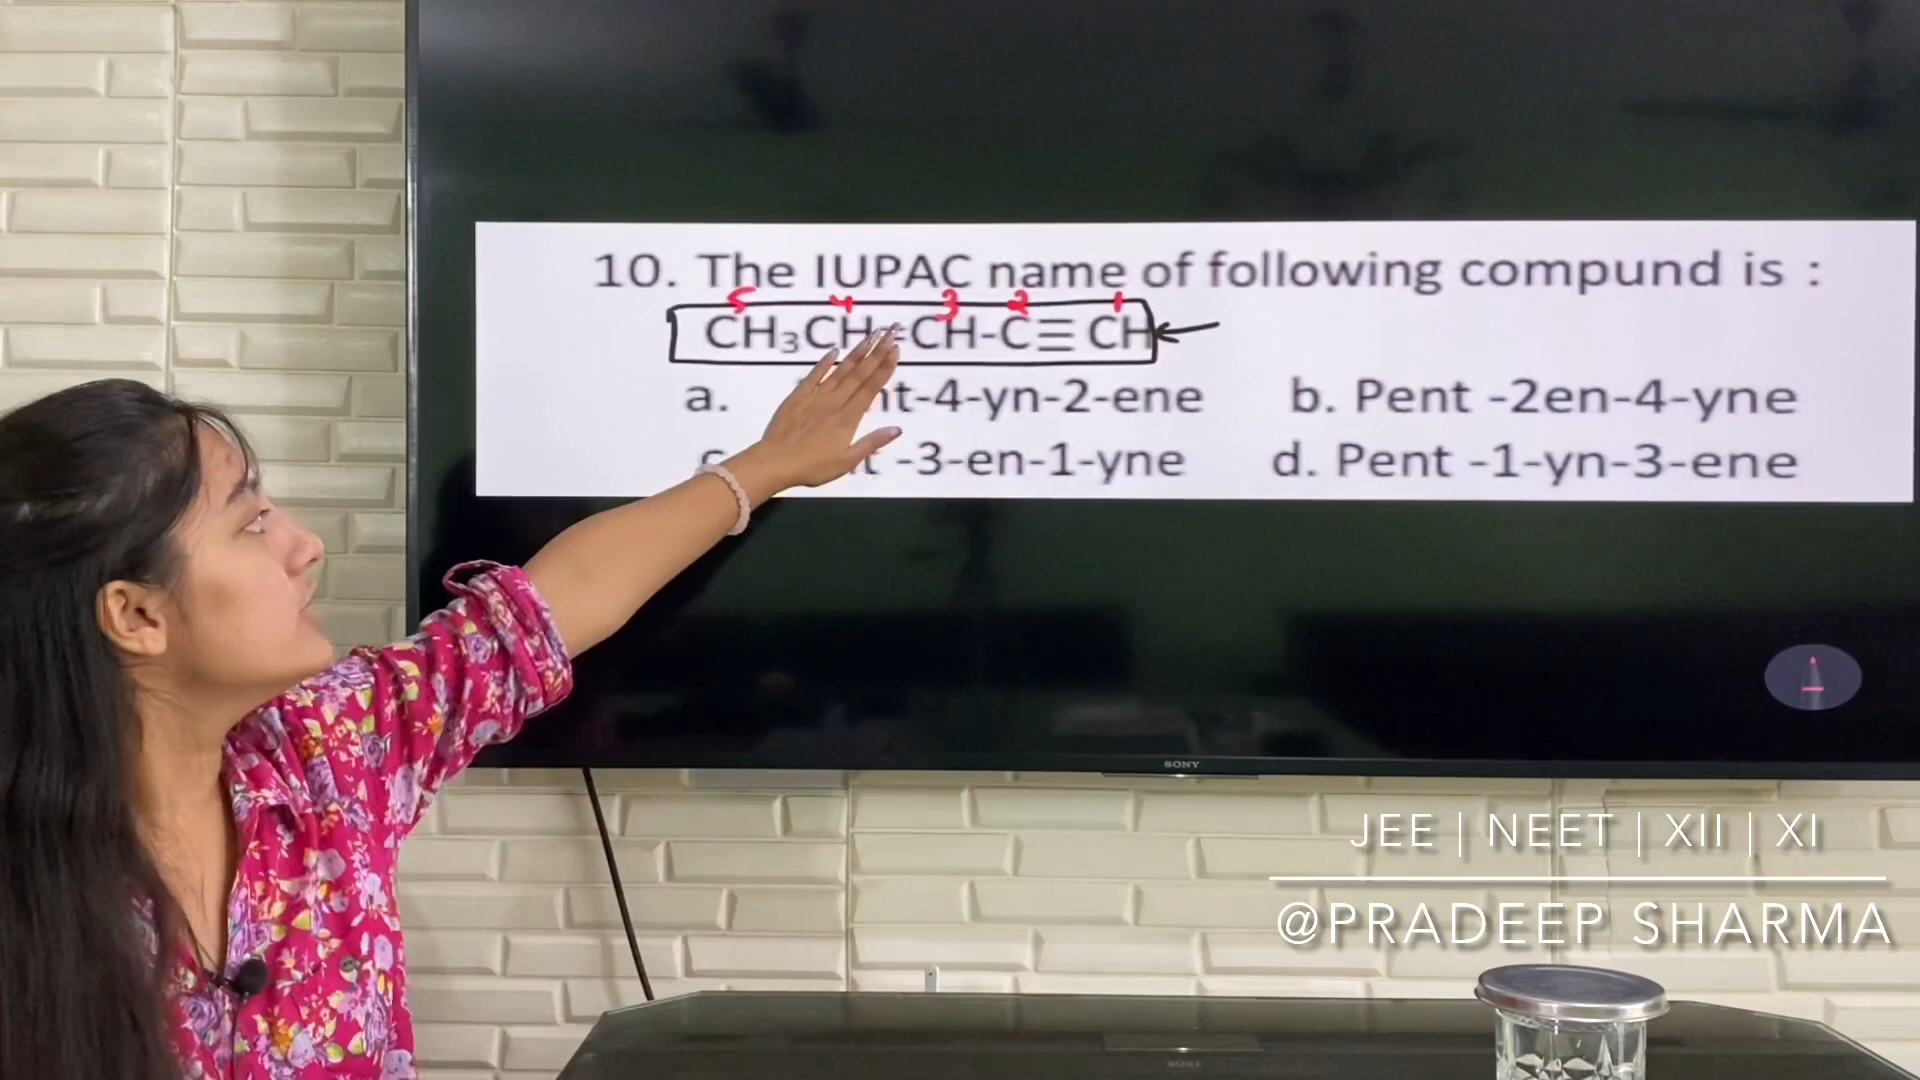 10. The IUPAC name of following compund is :
5 4 3 2 1
CH₃CH=CH-C≡CH
a. nt-4-yn-2-ene b. Pent -2en-4-yne
-3-en-1-yne d. Pent -1-yn-3-ene
SONY
JEE | NEET | XII | XI
@PRADEEP SHARMA
SONY